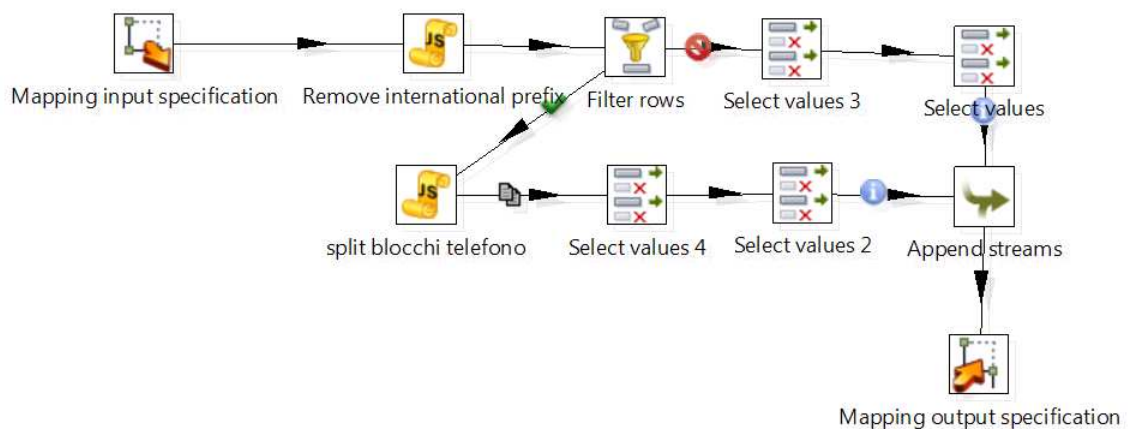 Mapping input specification
Remove international prefix
Filter rows
Select values 3
Select values
split blocchi telefono
Select values 4
Select values 2
Append streams
Mapping output specification